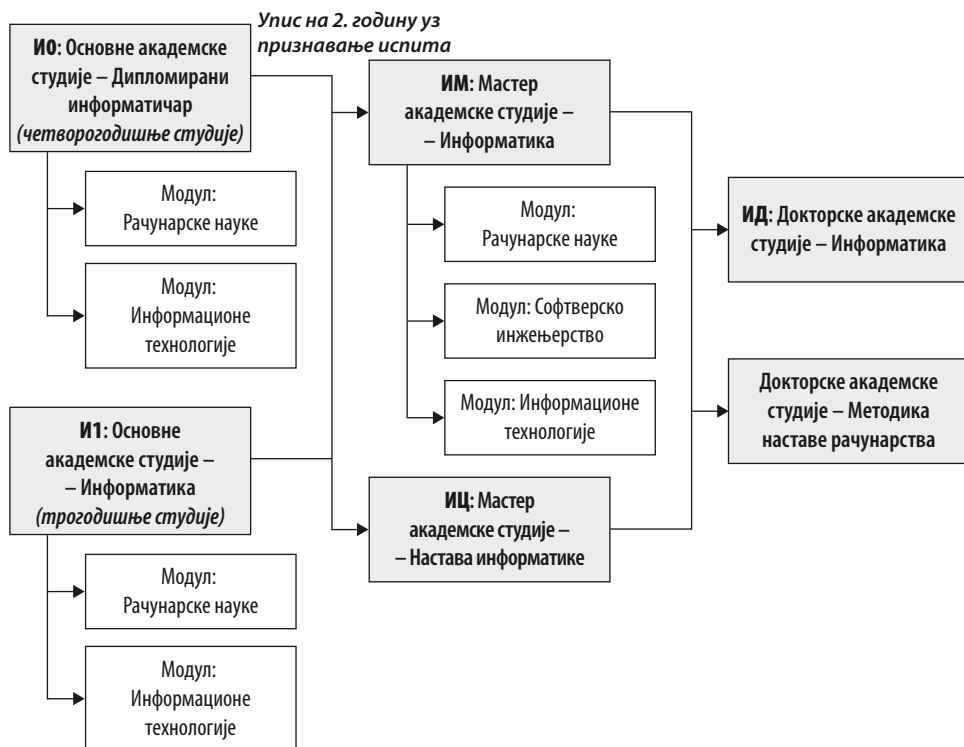 Упис на 2. годину уз
признавање испита
И0: Основне академске
студије – Дипломирани
информатичар
(четворогодишње студије)
Модул:
Рачунарске науке
Модул:
Информационе
технологије
И1: Основне
академске студије –
– Информатика
(трогодишње студије)
Модул:
Рачунарске науке
Модул:
Информационе
технологије
ИМ: Мастер
академске студије –
– Информатика
Модул:
Рачунарске науке
Модул: Софтверско
инжењерство
Модул: Информационе
технологије
ИЦ: Мастер
академске студије –
– Настава информатике
ИД: Докторске академске
студије – Информатика
Докторске академске
студије – Методика
наставе рачунарства